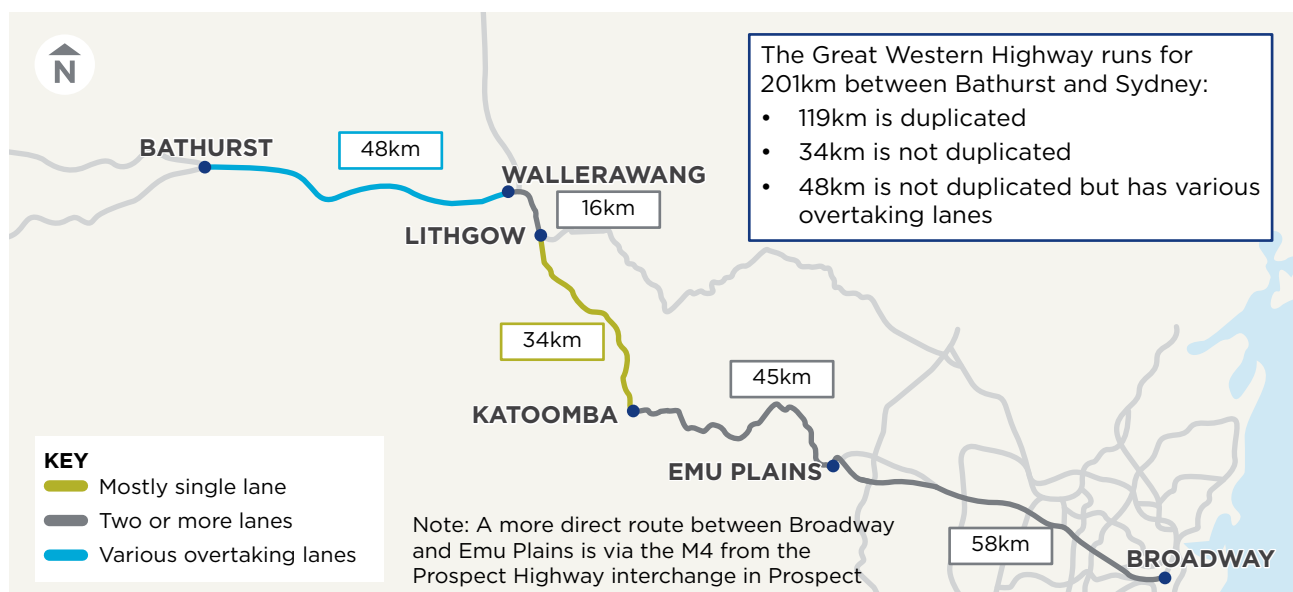 N
The Great Western Highway runs for
201km between Bathurst and Sydney:
• 119km is duplicated
• 34km is not duplicated
• 48km is not duplicated but has various
overtaking lanes
BATHURST
48km
WALLERAWANG
16km
LITHGOW
34km
45km
KATOOMBA
EMU PLAINS
58km
BROADWAY
KEY
Mostly single lane
Two or more lanes
Various overtaking lanes
Note: A more direct route between Broadway
and Emu Plains is via the M4 from the
Prospect Highway interchange in Prospect